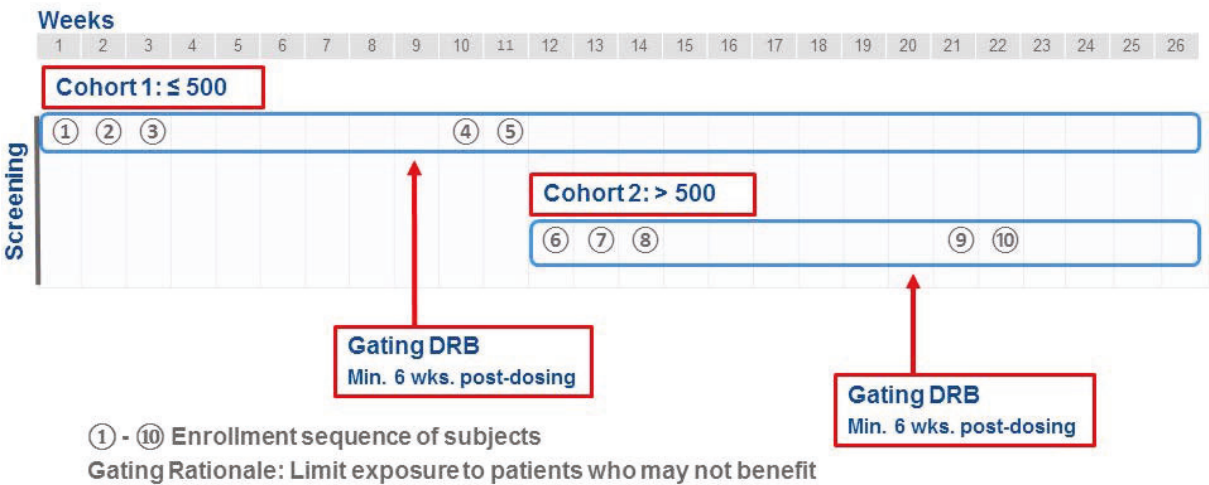 Weeks
1 2 3 4 5 6 7 8 9 10 11 12 13 14 15 16 17 18 19 20 21 22 23 24 25 26
Cohort 1: ≤ 500
① ② ③ ④ ⑤
Screening
Cohort 2: > 500
⑥ ⑦ ⑧ ⑨ ⑩
Gating DRB
Min. 6 wks. post-dosing
Gating DRB
Min. 6 wks. post-dosing
① - ⑩ Enrollment sequence of subjects
Gating Rationale: Limit exposure to patients who may not benefit